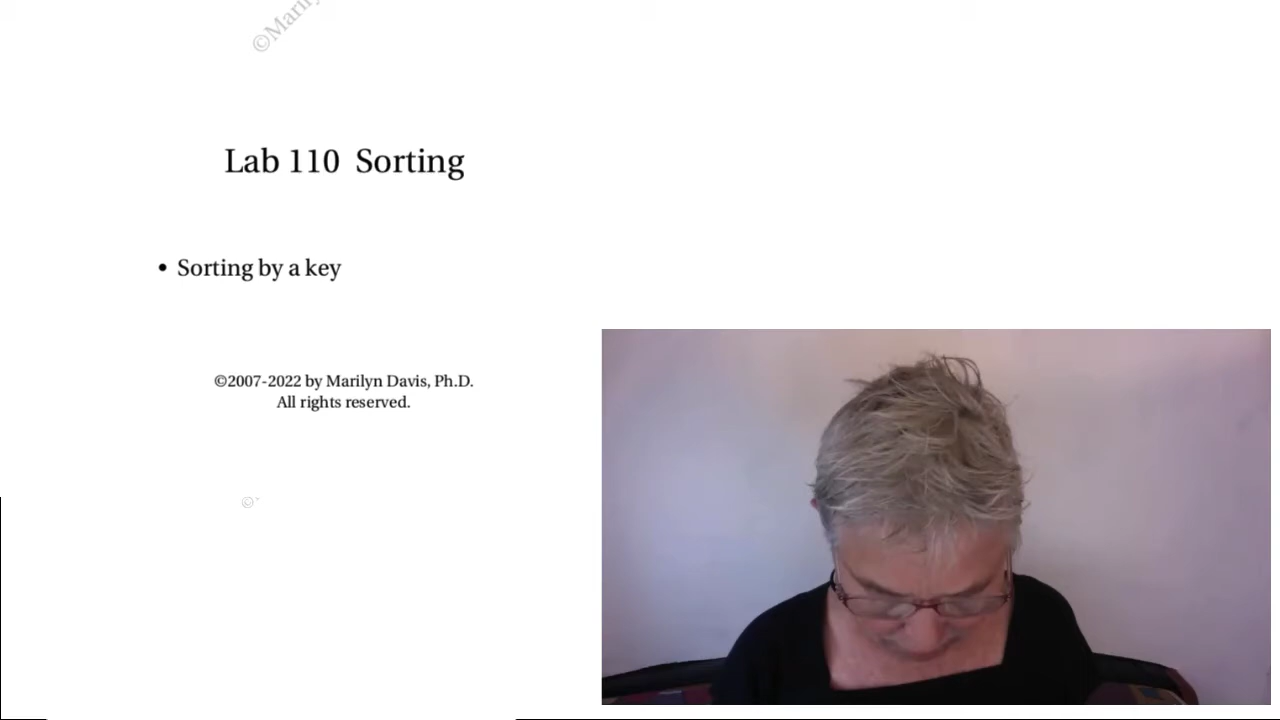 Lab 110 Sorting
• Sorting by a key
©2007-2022 by Marilyn Davis, Ph.D.
All rights reserved.